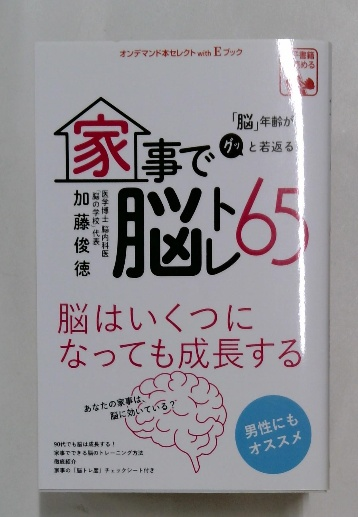 オンデマンド本セレクト with Eブック
「脳」年齢が
グッと若返る
家事で
脳トレ65
医学博士 脳内科医
「脳の学校」代表
加藤俊徳
脳はいくつに
なっても成長する
あなたの家事は、
脳に効いている?
男性にも
オススメ
90代でも脳は成長する!
家事でできる脳のトレーニング方法
徹底紹介
家事の「脳トレ度」チェックシート付き